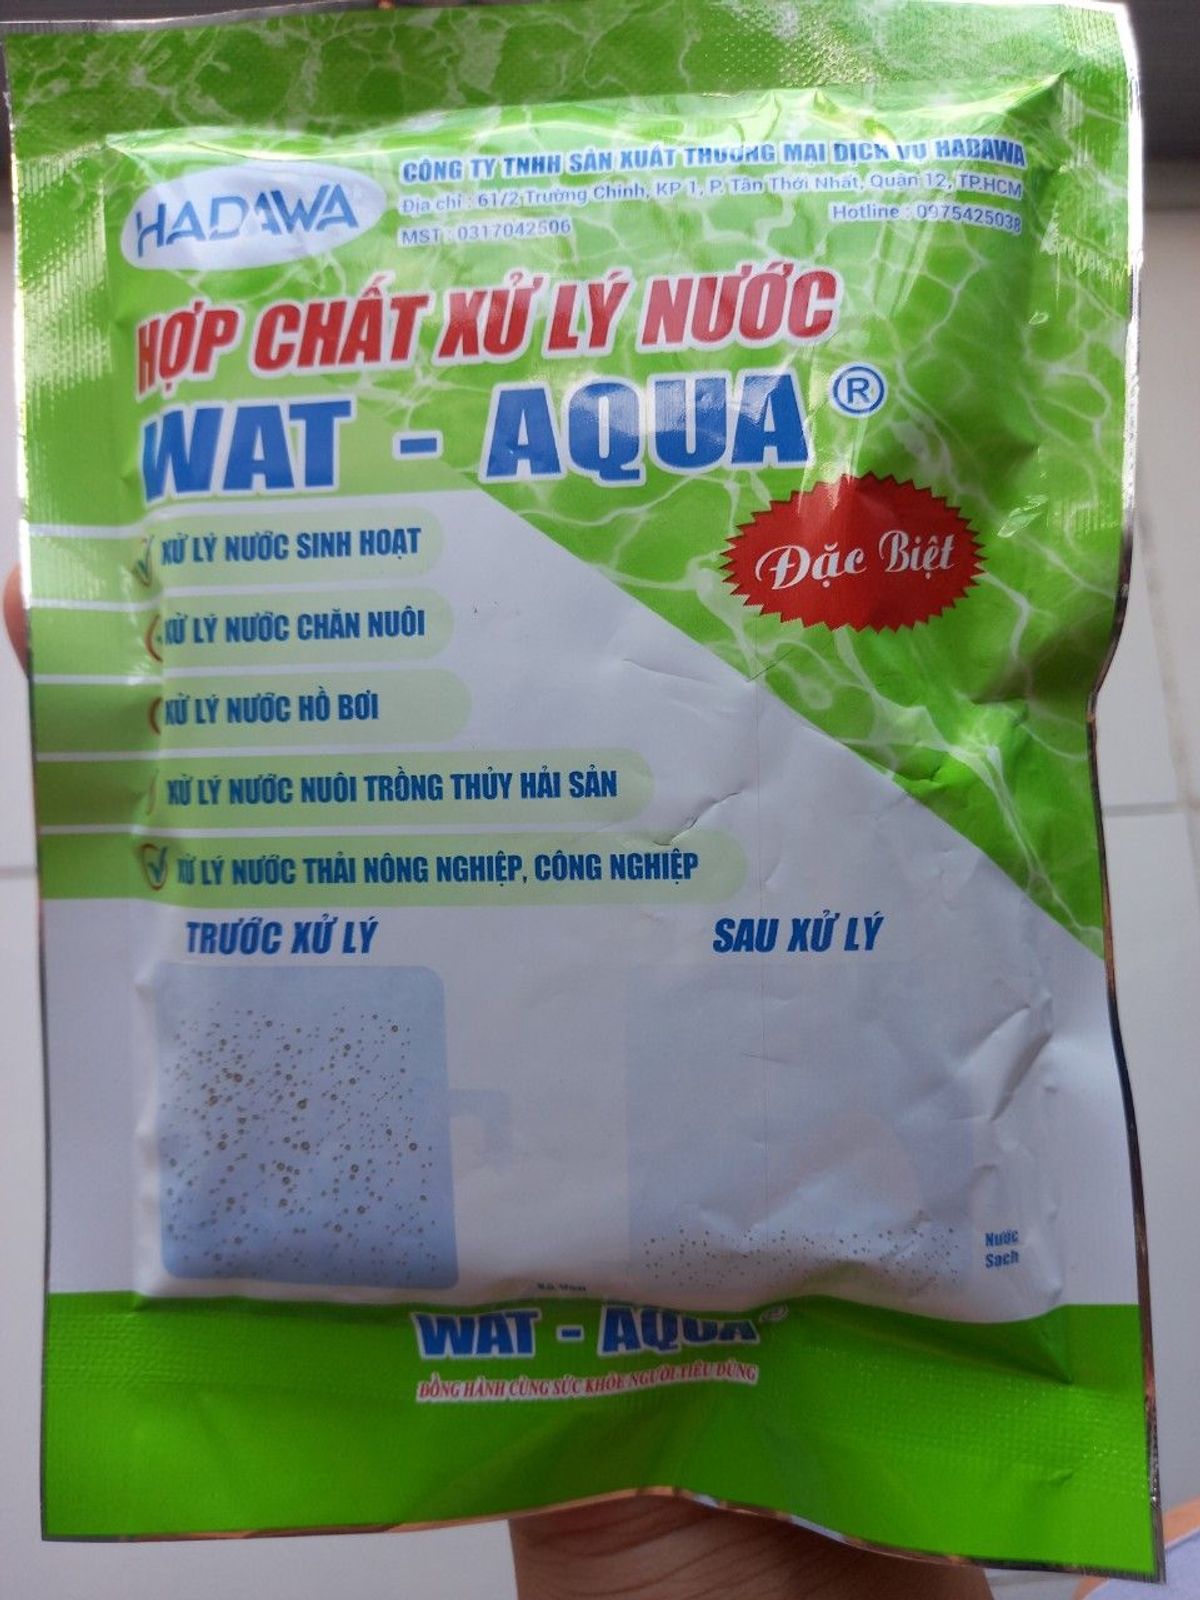 HADAWA
CÔNG TY TNHH SẢN XUẤT THƯƠNG MẠI DỊCH VỤ HADAWA
Địa chỉ : 61/2 Trường Chinh, KP 1, P. Tân Thới Nhất, Quận 12, TP.HCM
MST : 0317042506
Hotline : 0975425038
HỢP CHẤT XỬ LÝ NƯỚC
WAT - AQUA ®
Đặc Biệt
XỬ LÝ NƯỚC SINH HOẠT
XỬ LÝ NƯỚC CHĂN NUÔI
XỬ LÝ NƯỚC HỒ BƠI
XỬ LÝ NƯỚC NUÔI TRỒNG THỦY HẢI SẢN
XỬ LÝ NƯỚC THẢI NÔNG NGHIỆP, CÔNG NGHIỆP
TRƯỚC XỬ LÝ
SAU XỬ LÝ
Nước
Sạch
WAT - AQUA ®
ĐỒNG HÀNH CÙNG SỨC KHỎE NGƯỜI TIÊU DÙNG